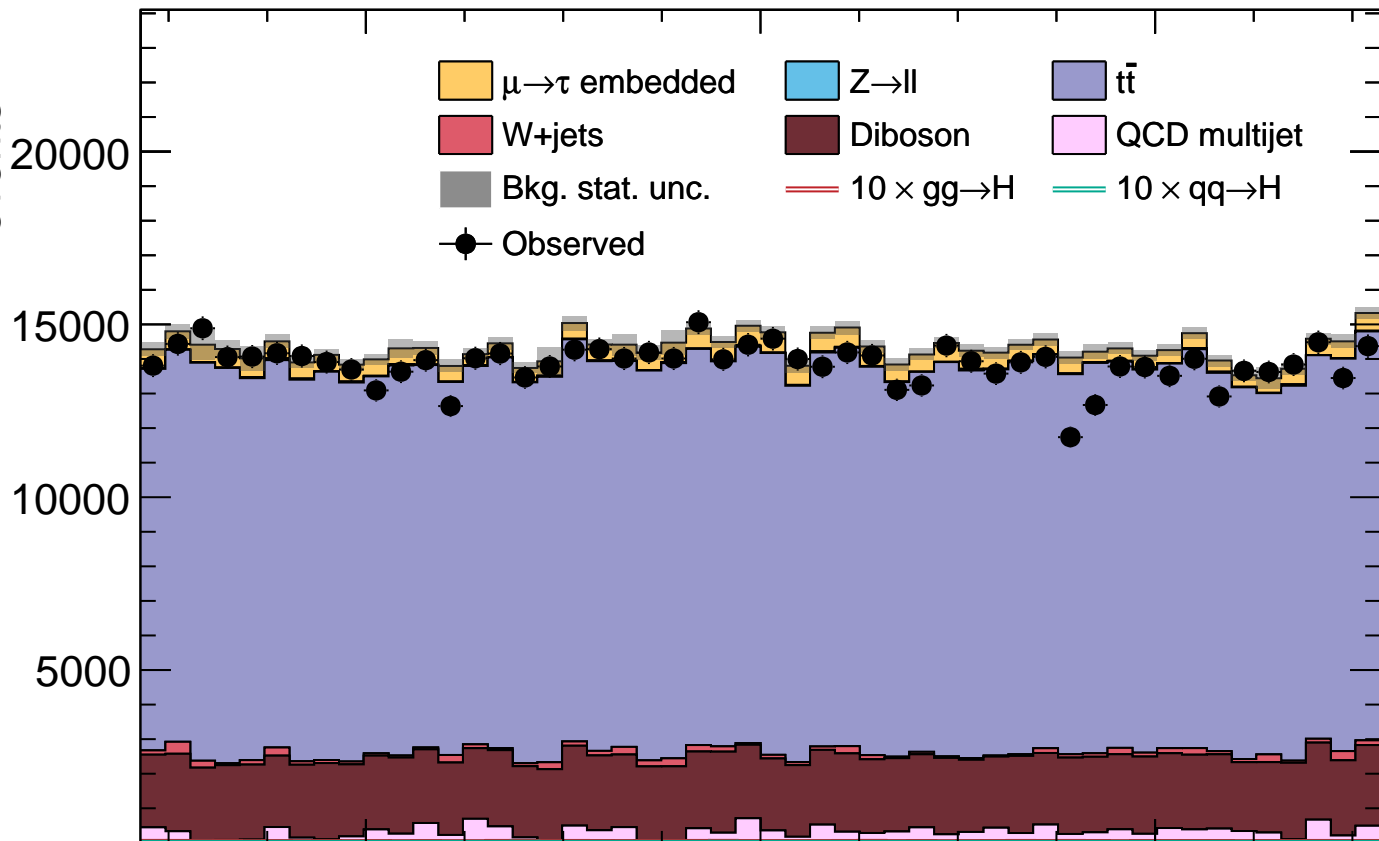 μ→τ embedded Z→ll tt̄
W+jets Diboson QCD multijet
Bkg. stat. unc. 10 × gg→H 10 × qq→H
Observed
20000
15000
10000
5000